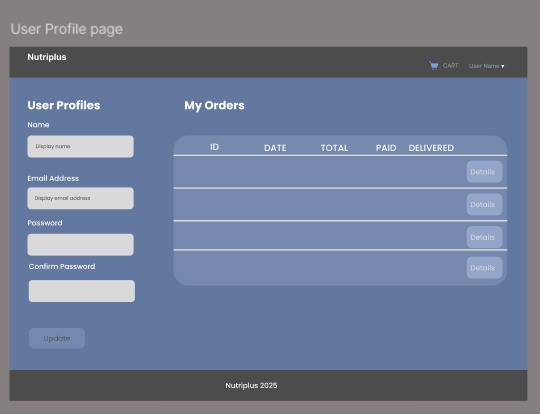 User Profile page
Nutriplus
CART User Name
User Profiles
My Orders
Name
Display name
Email Address
Display email address
Password
Confirm Password
Update
ID DATE TOTAL PAID DELIVERED
Details
Details
Details
Details
Nutriplus 2025